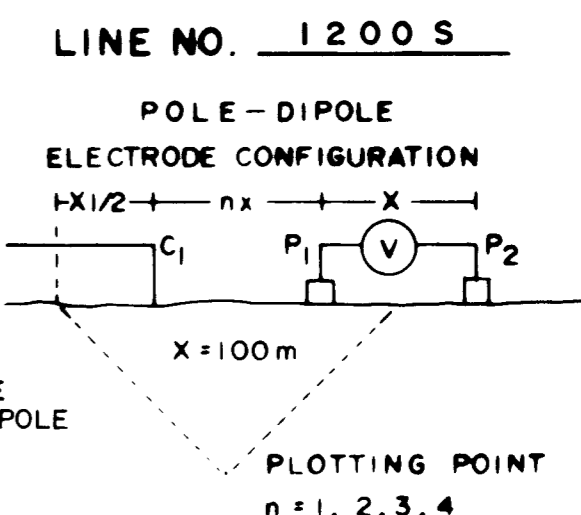 LINE NO. 1200 S
POLE-DIPOLE
ELECTRODE CONFIGURATION
X1/2 nx X
C1 P1 V P2
X = 100 m
POLE
PLOTTING POINT
n = 1, 2, 3, 4